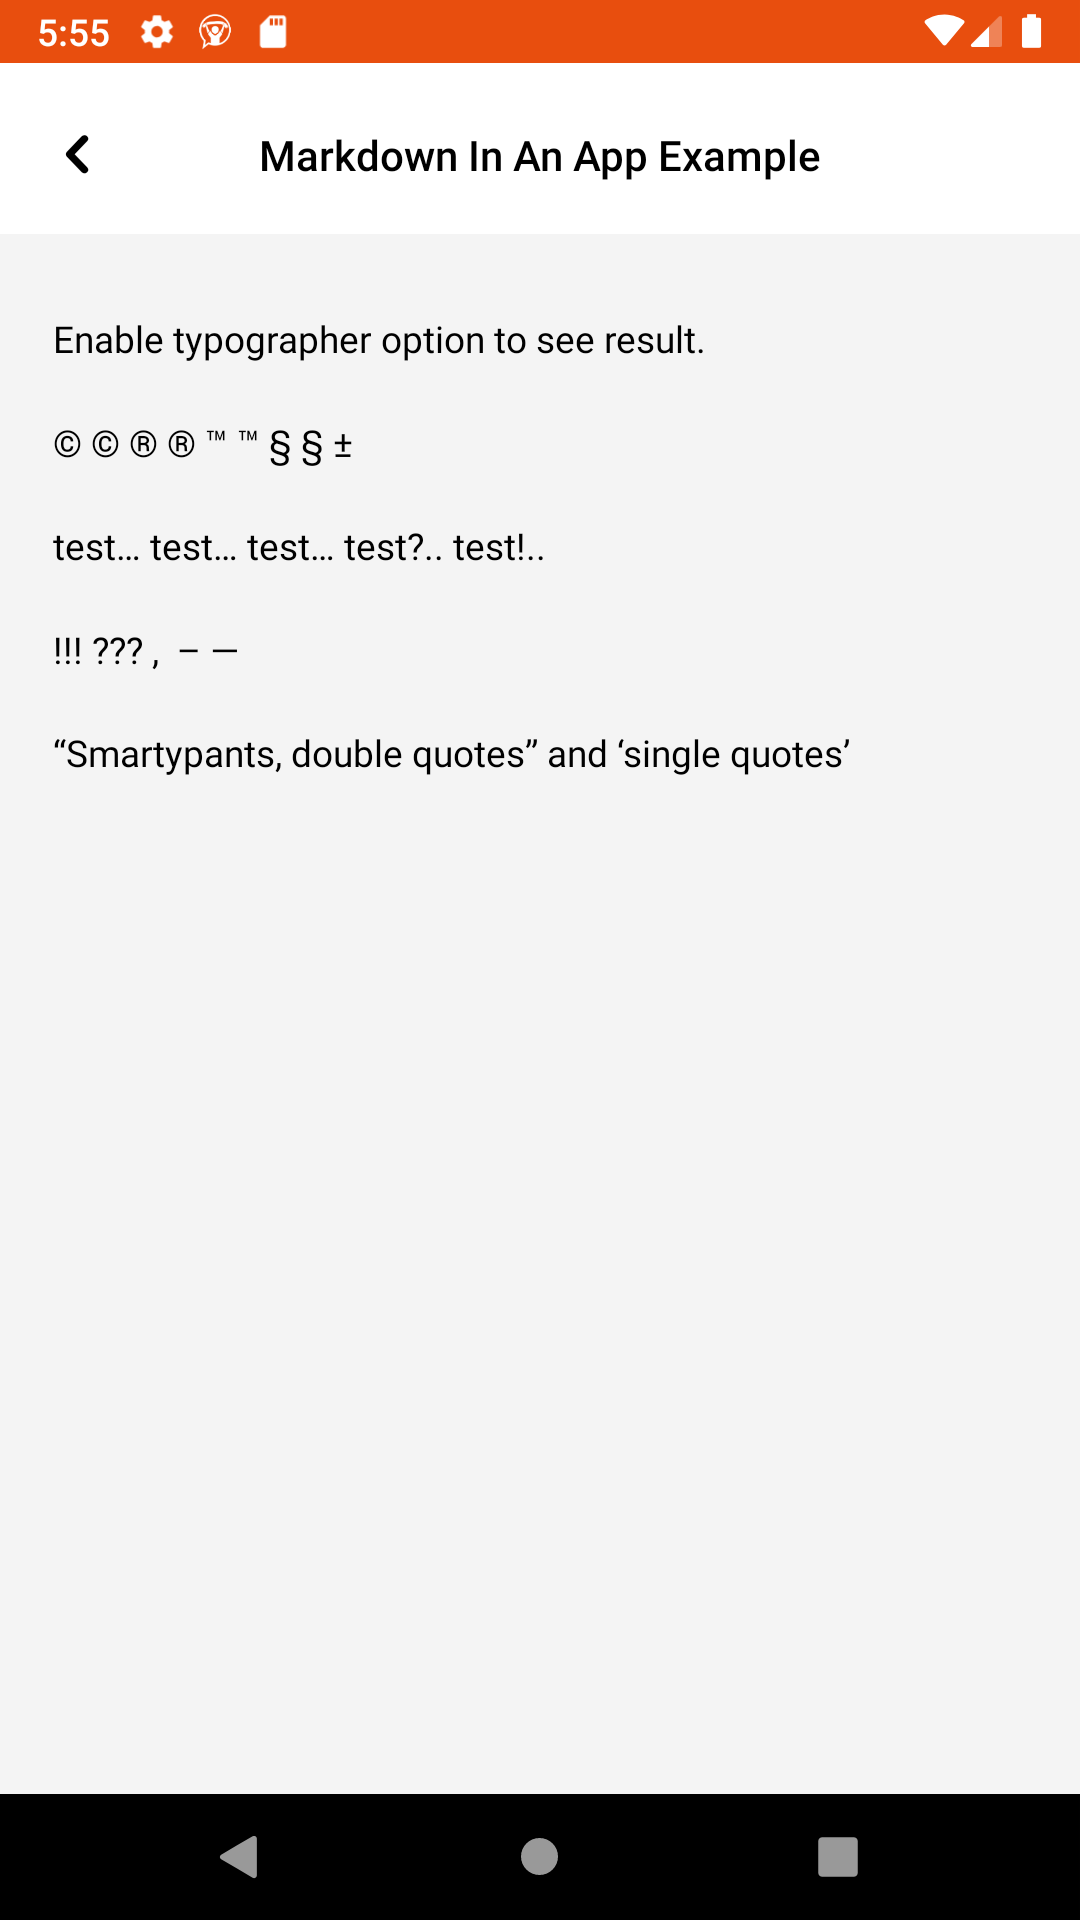 5:55
Markdown In An App Example
Enable typographer option to see result.
© © ® ® ™ ™ § § ±
test… test… test… test?.. test!..
!!! ??? , – —
“Smartypants, double quotes” and ‘single quotes’